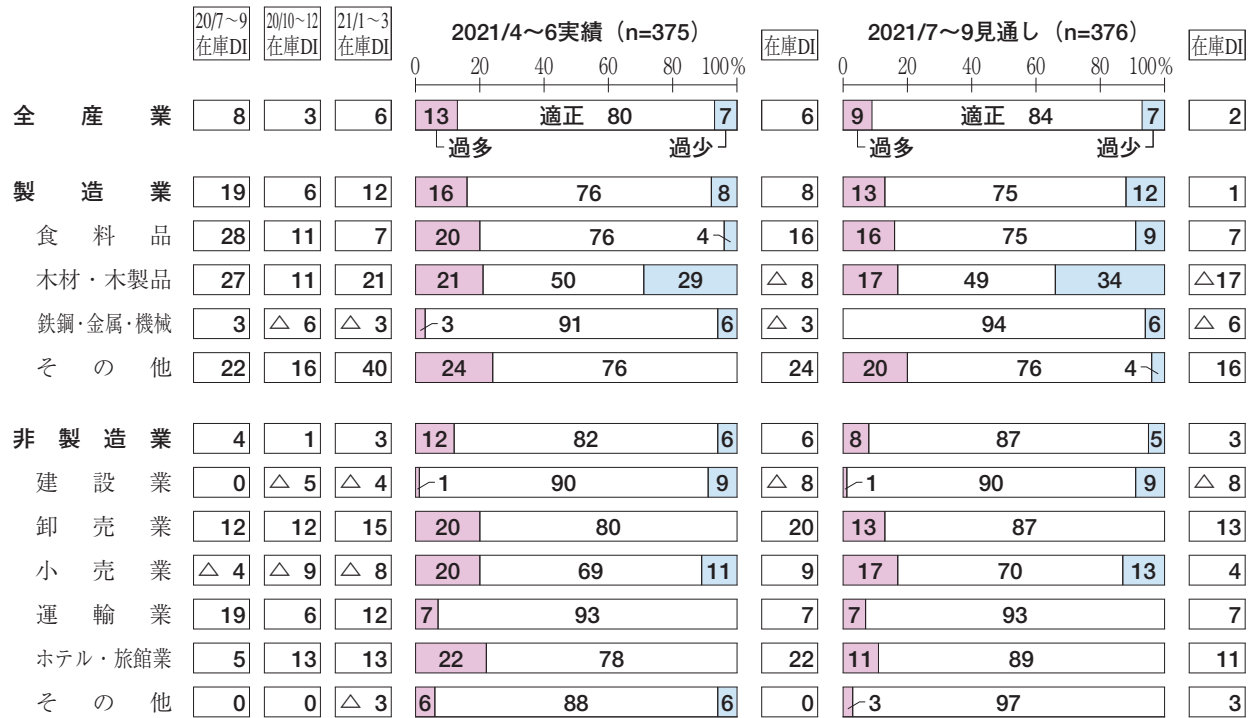 20/7～9 在庫DI 20/10～12 在庫DI 21/1～3 在庫DI 2021/4～6実績（n=375） 在庫DI 2021/7～9見通し（n=376） 在庫DI
0 20 40 60 80 100% 0 20 40 60 80 100%
全産業 8 3 6 13 適正 80 7 6 9 適正 84 7 2
過多 過少 過多 過少
製造業 19 6 12 16 76 8 8 13 75 12 1
食料品 28 11 7 20 76 4 16 16 75 9 7
木材・木製品 27 11 21 21 50 29 △ 8 17 49 34 △17
鉄鋼・金属・機械 3 △ 6 △ 3 3 91 6 △ 3 94 6 △ 6
その他 22 16 40 24 76 24 20 76 4 16
非製造業 4 1 3 12 82 6 6 8 87 5 3
建設業 0 △ 5 △ 4 1 90 9 △ 8 1 90 9 △ 8
卸売業 12 12 15 20 80 20 13 87 13
小売業 △ 4 △ 9 △ 8 20 69 11 9 17 70 13 4
運輸業 19 6 12 7 93 7 7 93 7
ホテル・旅館業 5 13 13 22 78 22 11 89 11
その他 0 0 △ 3 6 88 6 0 3 97 3